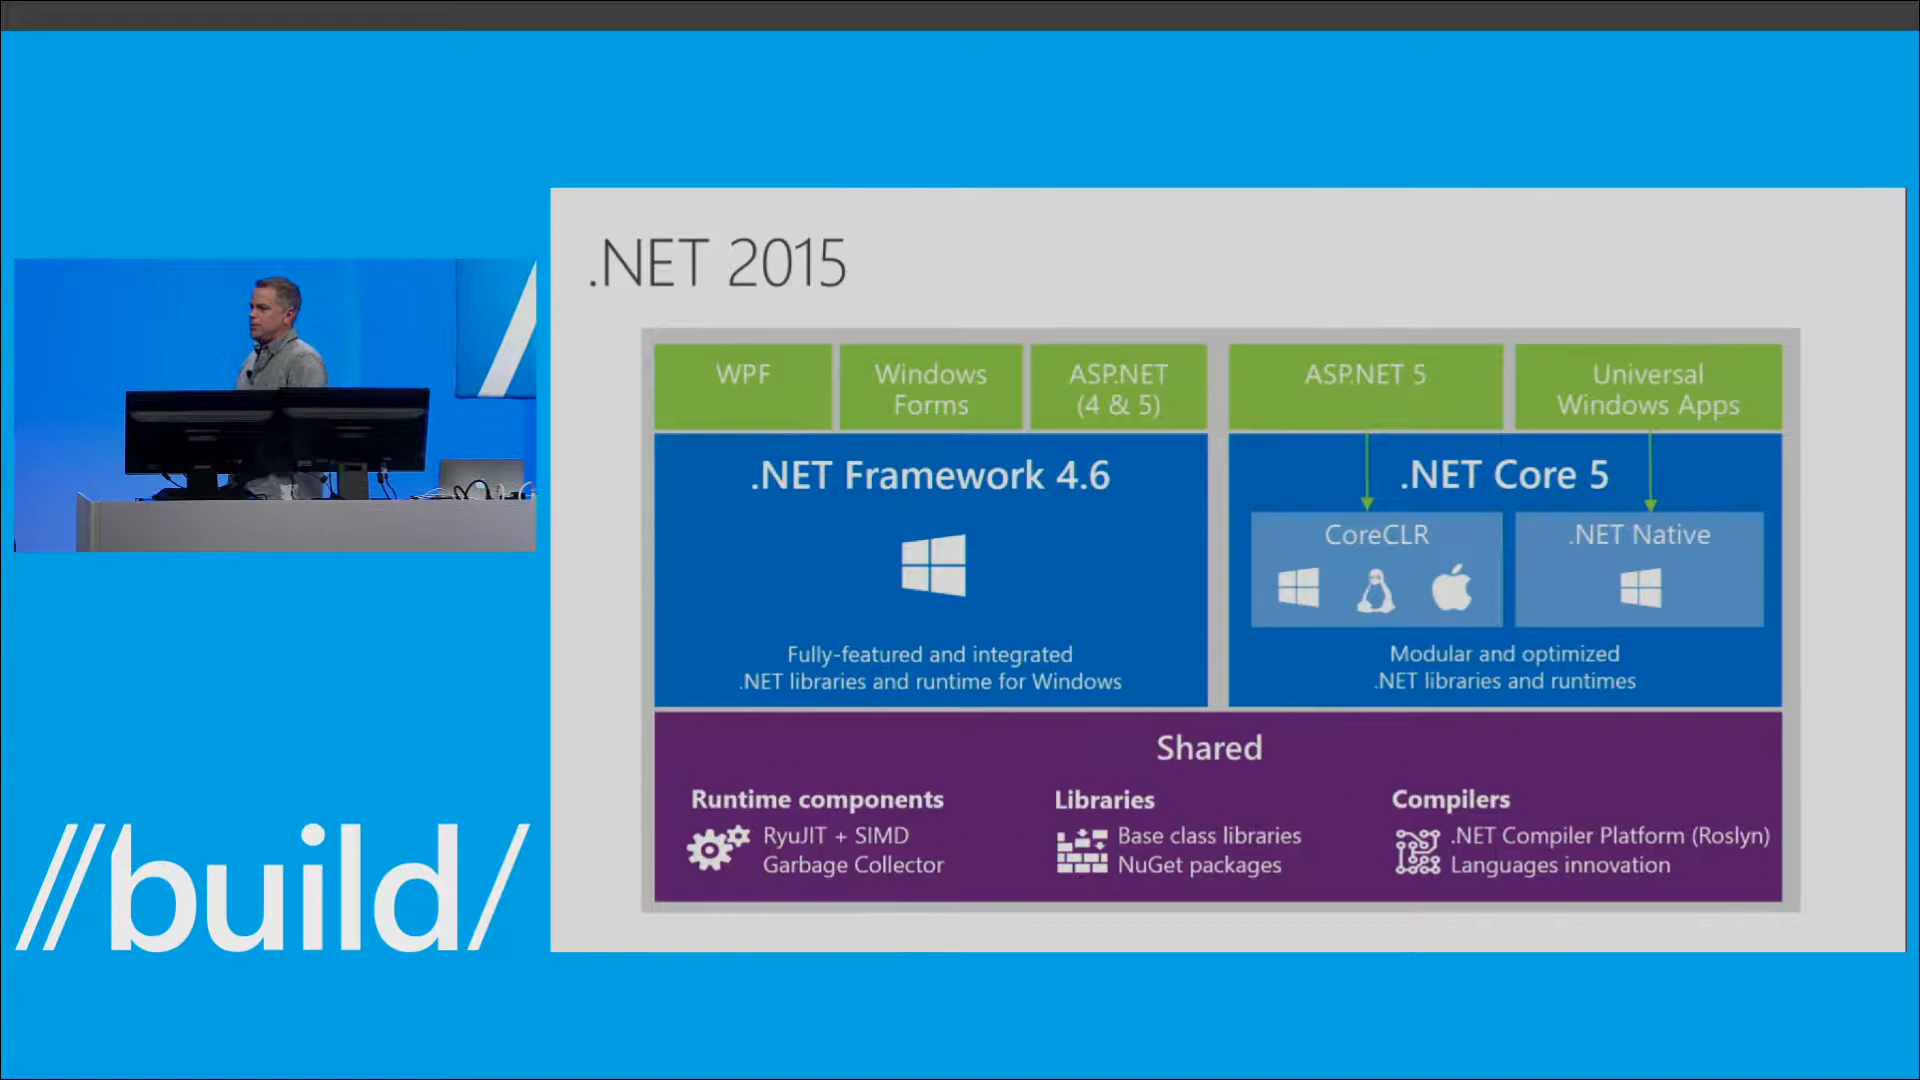 .NET 2015
WPF
Windows
Forms
ASP.NET
(4 & 5)
ASP.NET 5
Universal
Windows Apps
.NET Framework 4.6
Fully-featured and integrated
.NET libraries and runtime for Windows
.NET Core 5
CoreCLR
.NET Native
Modular and optimized
.NET libraries and runtimes
Shared
Runtime components
RyuJIT + SIMD
Garbage Collector
Libraries
Base class libraries
NuGet packages
Compilers
.NET Compiler Platform (Roslyn)
Languages innovation
//build/